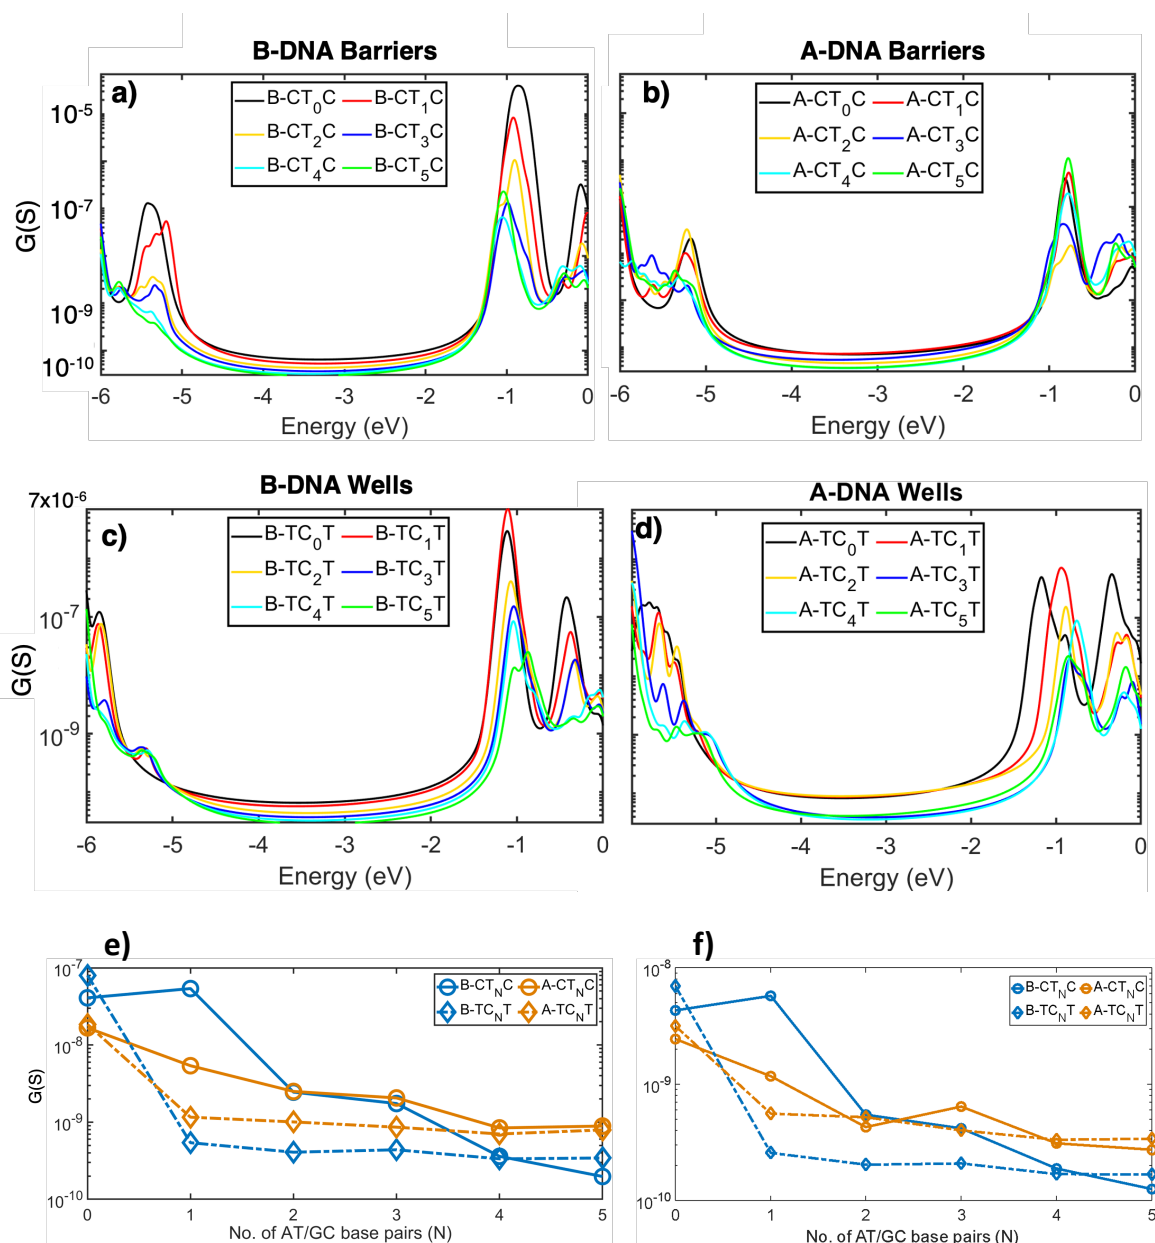 B-DNA Barriers
A-DNA Barriers
a)
B-CT0C B-CT1C
B-CT2C B-CT3C
B-CT4C B-CT5C
10-5
10-7
10-9
10-10
G(S)
-6 -5 -4 -3 -2 -1 0
Energy (eV)
b)
A-CT0C A-CT1C
A-CT2C A-CT3C
A-CT4C A-CT5C
-6 -5 -4 -3 -2 -1 0
Energy (eV)
B-DNA Wells
A-DNA Wells
7x10-6
c)
B-TC0T B-TC1T
B-TC2T B-TC3T
B-TC4T B-TC5T
10-7
10-9
G(S)
-6 -5 -4 -3 -2 -1 0
Energy (eV)
d)
A-TC0T A-TC1T
A-TC2T A-TC3T
A-TC4T A-TC5T
-5 -4 -3 -2 -1 0
Energy (eV)
e)
10-7
10-8
10-9
10-10
G(S)
B-CTNC A-CTNC
B-TCNT A-TCNT
0 1 2 3 4 5
No. of AT/GC base pairs (N)
f)
10-8
10-9
10-10
B-CTNC A-CTNC
B-TCNT A-TCNT
0 1 2 3 4 5
No. of AT/GC base pairs (N)